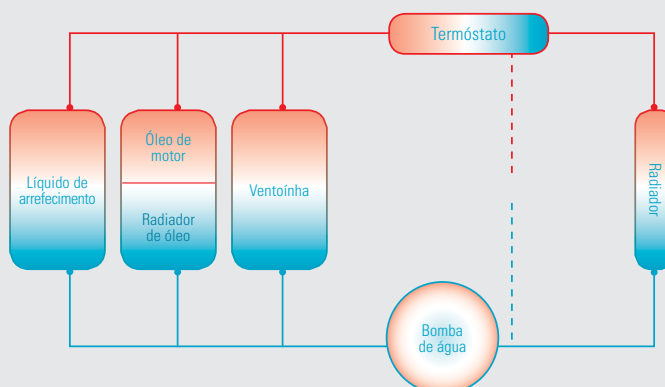 Termóstato
Líquido de
arrefecimento
Óleo de
motor
Radiador
de óleo
Ventoínha
Radiador
Bomba
de água